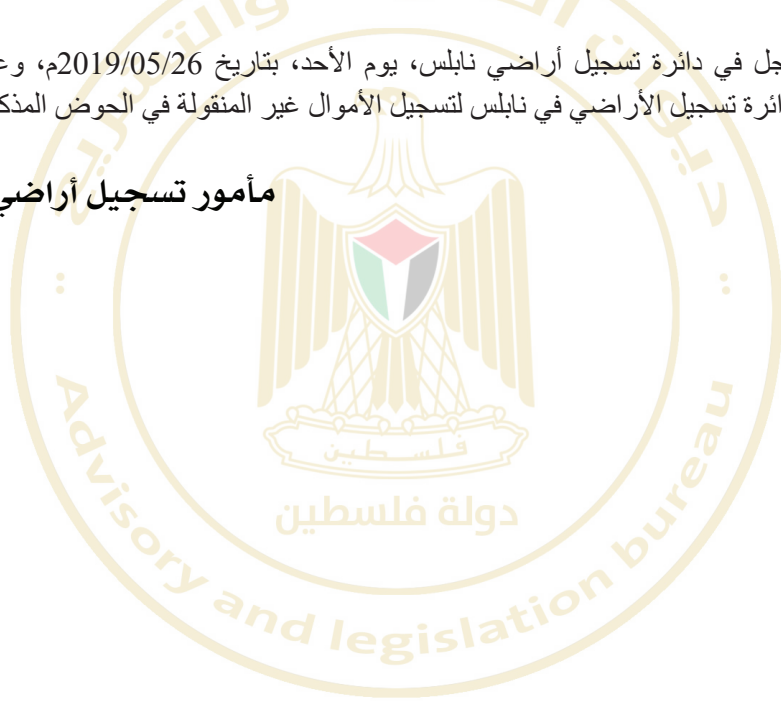 جل في دائرة تسجيل أراضي نابلس، يوم الأحد، بتاريخ 2019/05/26م، وع
ائرة تسجيل الأراضي في نابلس لتسجيل الأموال غير المنقولة في الحوض المذك
مأمور تسجيل أراضي
فلسطين
دولة فلسطين
Advisory and legislation bureau
ديوان